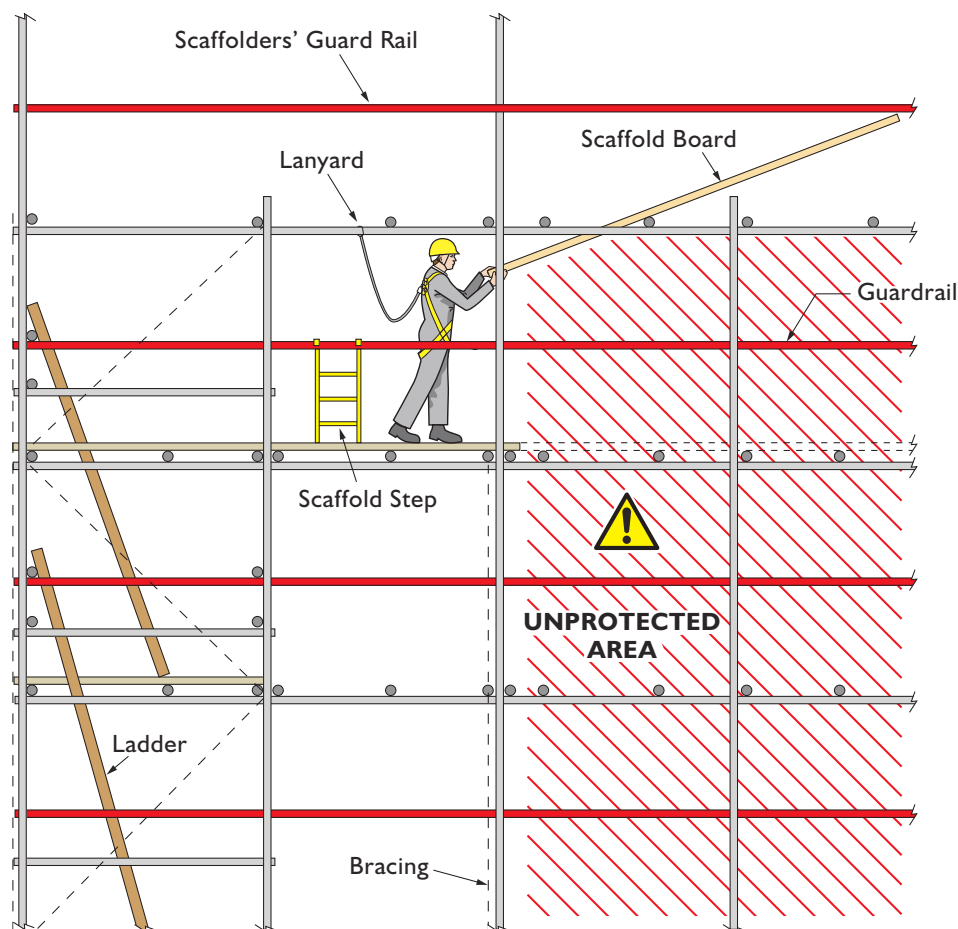 Scaffolders’ Guard Rail
Scaffold Board
Lanyard
Guardrail
Scaffold Step
UNPROTECTED
AREA
Ladder
Bracing